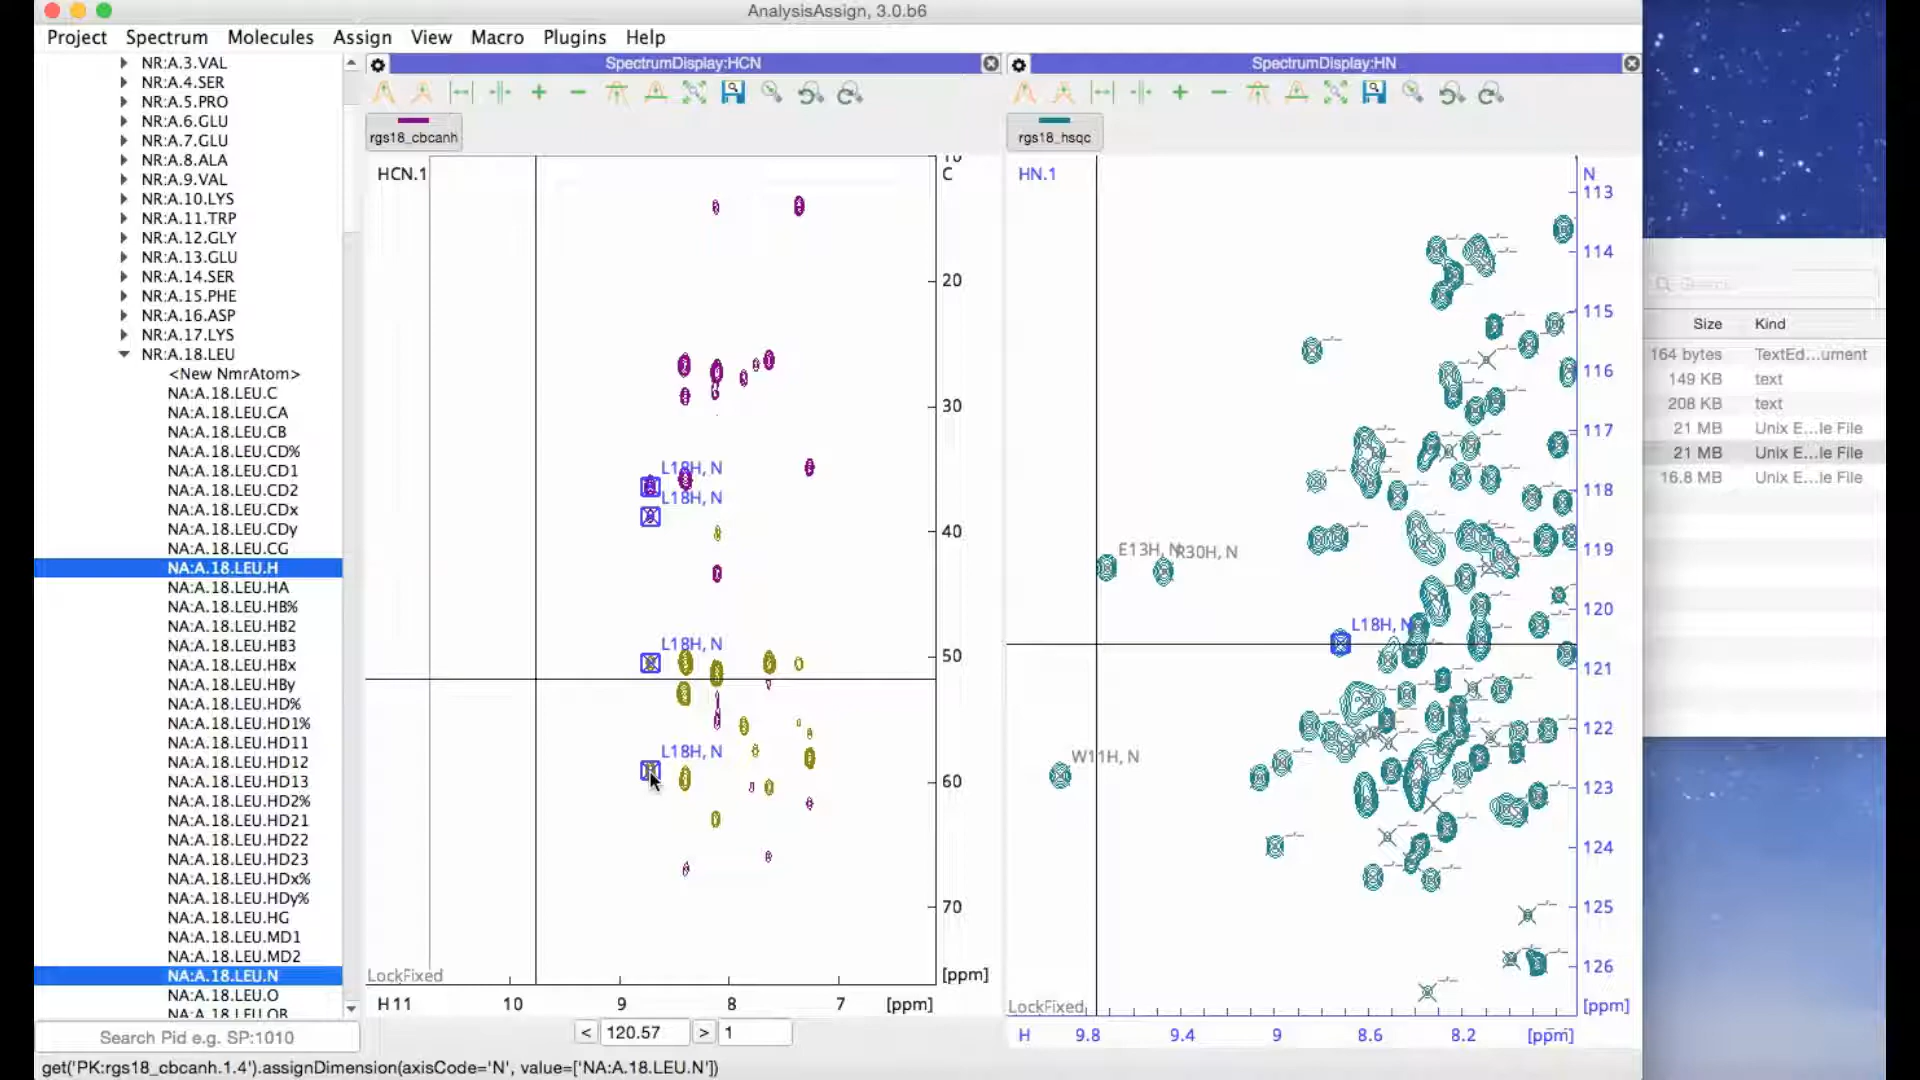 AnalysisAssign, 3.0.b6
Project Spectrum Molecules Assign View Macro Plugins Help
NR:A.3.VAL
NR:A.4.SER
NR:A.5.PRO
NR:A.6.GLU
NR:A.7.GLU
NR:A.8.ALA
NR:A.9.VAL
NR:A.10.LYS
NR:A.11.TRP
NR:A.12.GLY
NR:A.13.GLU
NR:A.14.SER
NR:A.15.PHE
NR:A.16.ASP
NR:A.17.LYS
NR:A.18.LEU
<New NmrAtom>
NA:A.18.LEU.C
NA:A.18.LEU.CA
NA:A.18.LEU.CB
NA:A.18.LEU.CD%
NA:A.18.LEU.CD1
NA:A.18.LEU.CD2
NA:A.18.LEU.CDx
NA:A.18.LEU.CDy
NA:A.18.LEU.CG
NA:A.18.LEU.H
NA:A.18.LEU.HA
NA:A.18.LEU.HB%
NA:A.18.LEU.HB2
NA:A.18.LEU.HB3
NA:A.18.LEU.HBx
NA:A.18.LEU.HBy
NA:A.18.LEU.HD%
NA:A.18.LEU.HD1%
NA:A.18.LEU.HD11
NA:A.18.LEU.HD12
NA:A.18.LEU.HD13
NA:A.18.LEU.HD2%
NA:A.18.LEU.HD21
NA:A.18.LEU.HD22
NA:A.18.LEU.HD23
NA:A.18.LEU.HDx%
NA:A.18.LEU.HDy%
NA:A.18.LEU.HG
NA:A.18.LEU.MD1
NA:A.18.LEU.MD2
NA:A.18.LEU.N
NA:A.18.LEU.O
NA:A.18.LEU.OB
Search Pid e.g. SP:1010
get('PK:rgs18_cbcanh.1.4').assignDimension(axisCode='N', value=['NA:A.18.LEU.N'])
SpectrumDisplay:HCN
rgs18_cbcanh
HCN.1
10
C
20
30
L18H, N
L18H, N
40
L18H, N
50
L18H, N
60
70
LockFixed
[ppm]
H 11 10 9 8 7 [ppm]
< 120.57 > 1
SpectrumDisplay:HN
rgs18_hsqc
HN.1
N
113
114
115
116
117
118
119
E13H, N
R30H, N
120
L18H, N
121
122
W11H, N
123
124
125
126
LockFixed
[ppm]
H 9.8 9.4 9 8.6 8.2 [ppm]
Search
Size Kind
164 bytes TextEd...ument
149 KB text
208 KB text
21 MB Unix E...le File
21 MB Unix E...le File
16.8 MB Unix E...le File